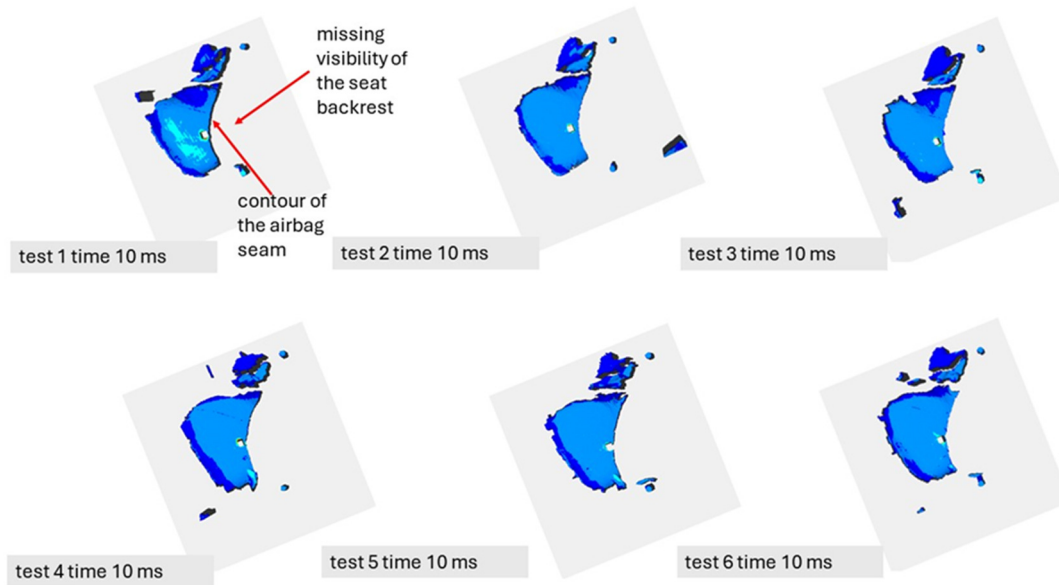 missing
visibility of
the seat
backrest
contour of
the airbag
seam
test 1 time 10 ms
test 2 time 10 ms
test 3 time 10 ms
test 4 time 10 ms
test 5 time 10 ms
test 6 time 10 ms